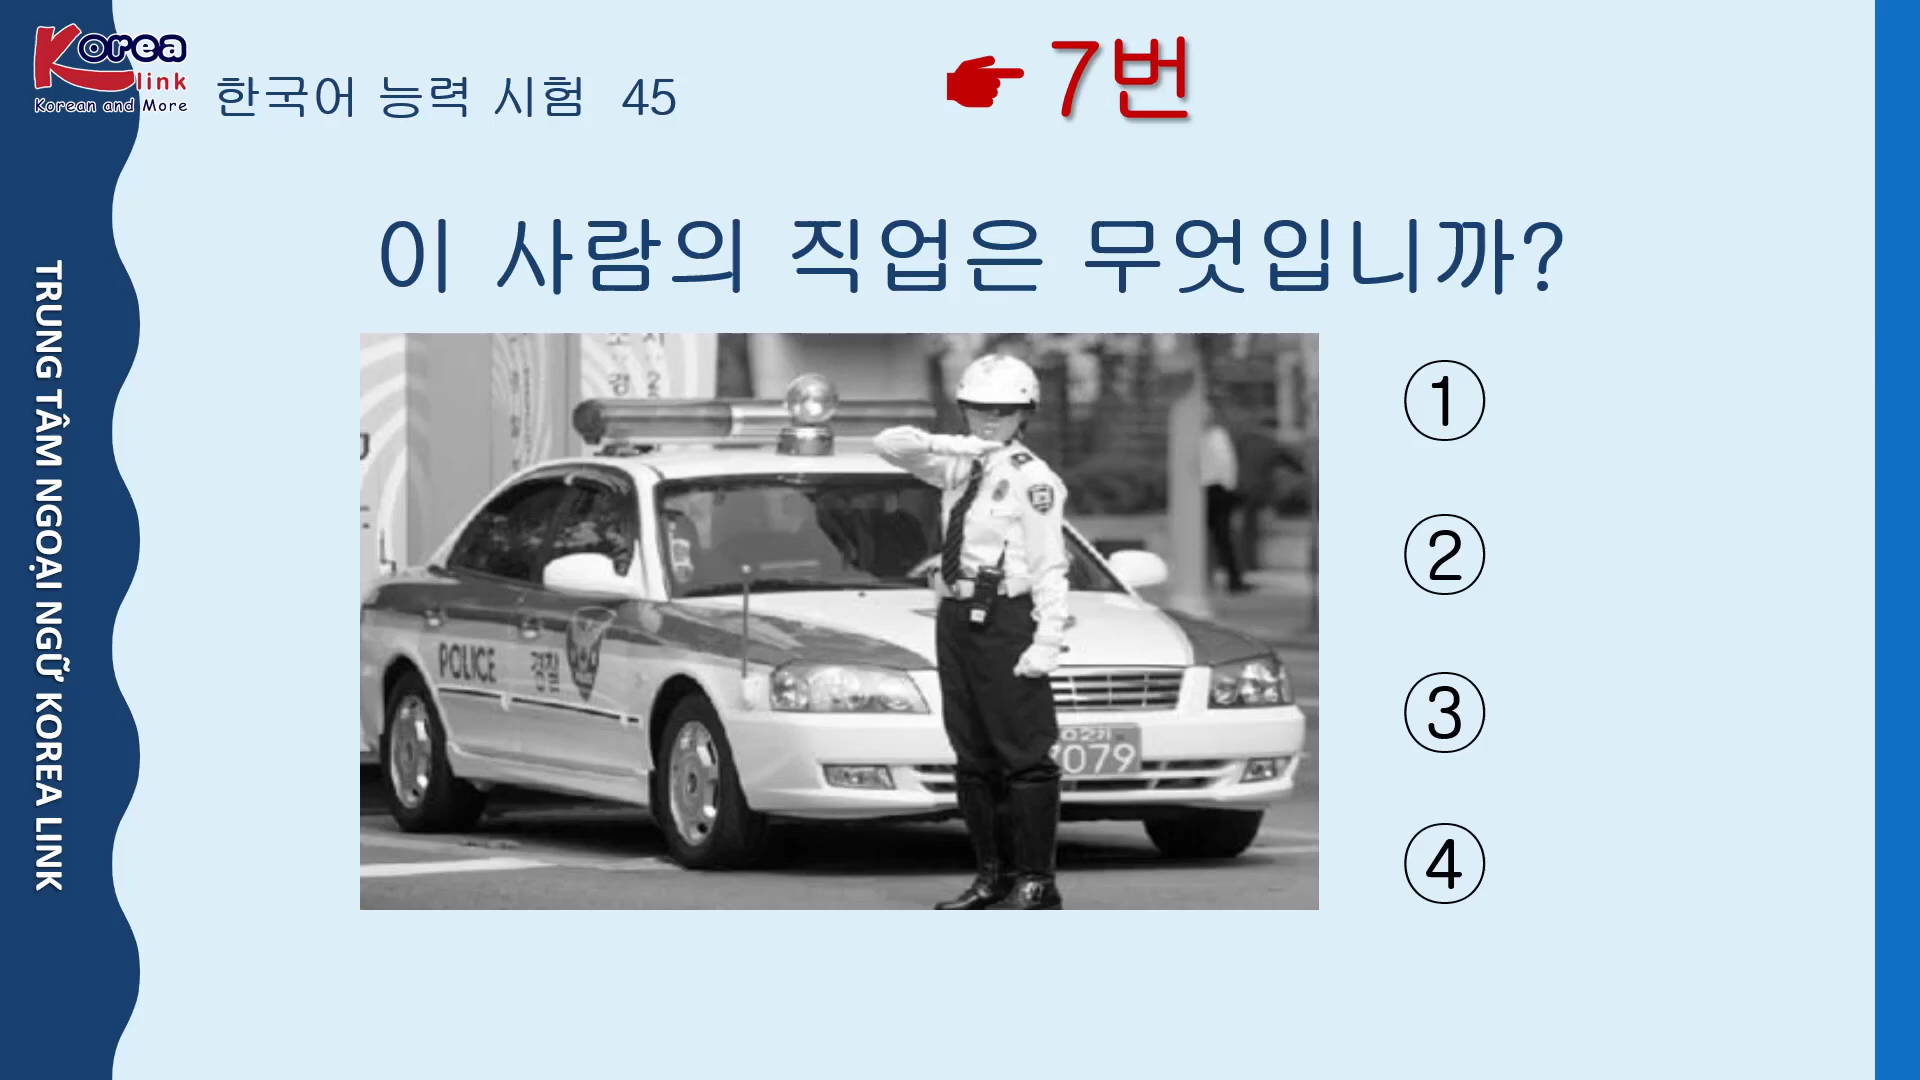 Korea
link
Korean and More
한국어 능력 시험 45
7번
이 사람의 직업은 무엇입니까?
①
②
③
④
POLICE
경찰
7079
TRUNG TÂM NGOẠI NGỮ KOREA LINK